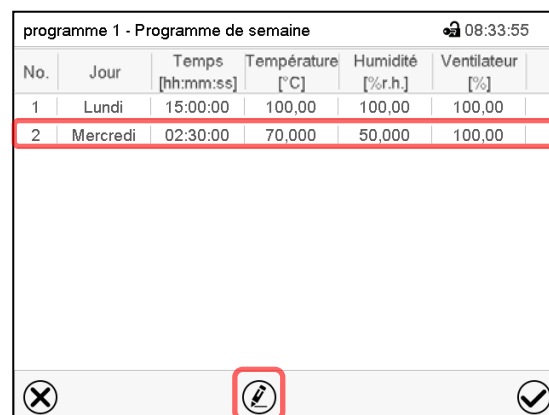 programme 1 - Programme de semaine 08:33:55
No. Jour Temps [hh:mm:ss] Température [°C] Humidité [%r.h.] Ventilateur [%]
1 Lundi 15:00:00 100,00 100,00 100,00
2 Mercredi 02:30:00 70,000 50,000 100,00